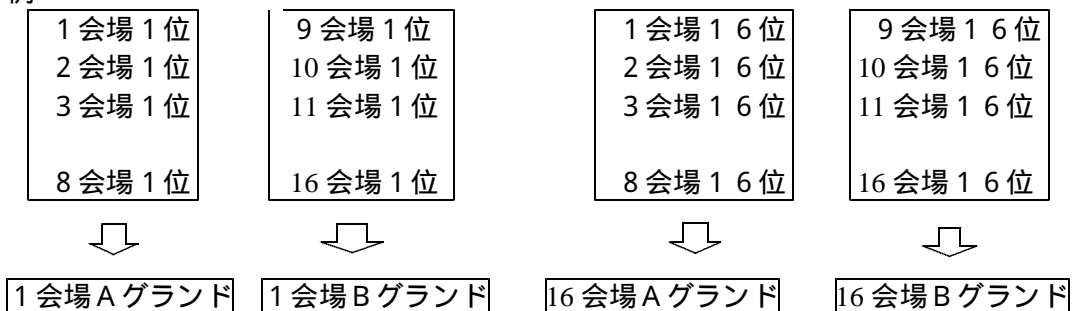 例
1会場1位
2会場1位
3会場1位
8会場1位
9会場1位
10会場1位
11会場1位
16会場1位
1会場16位
2会場16位
3会場16位
8会場16位
9会場16位
10会場16位
11会場16位
16会場16位
1会場Aグランド
1会場Bグランド
16会場Aグランド
16会場Bグランド